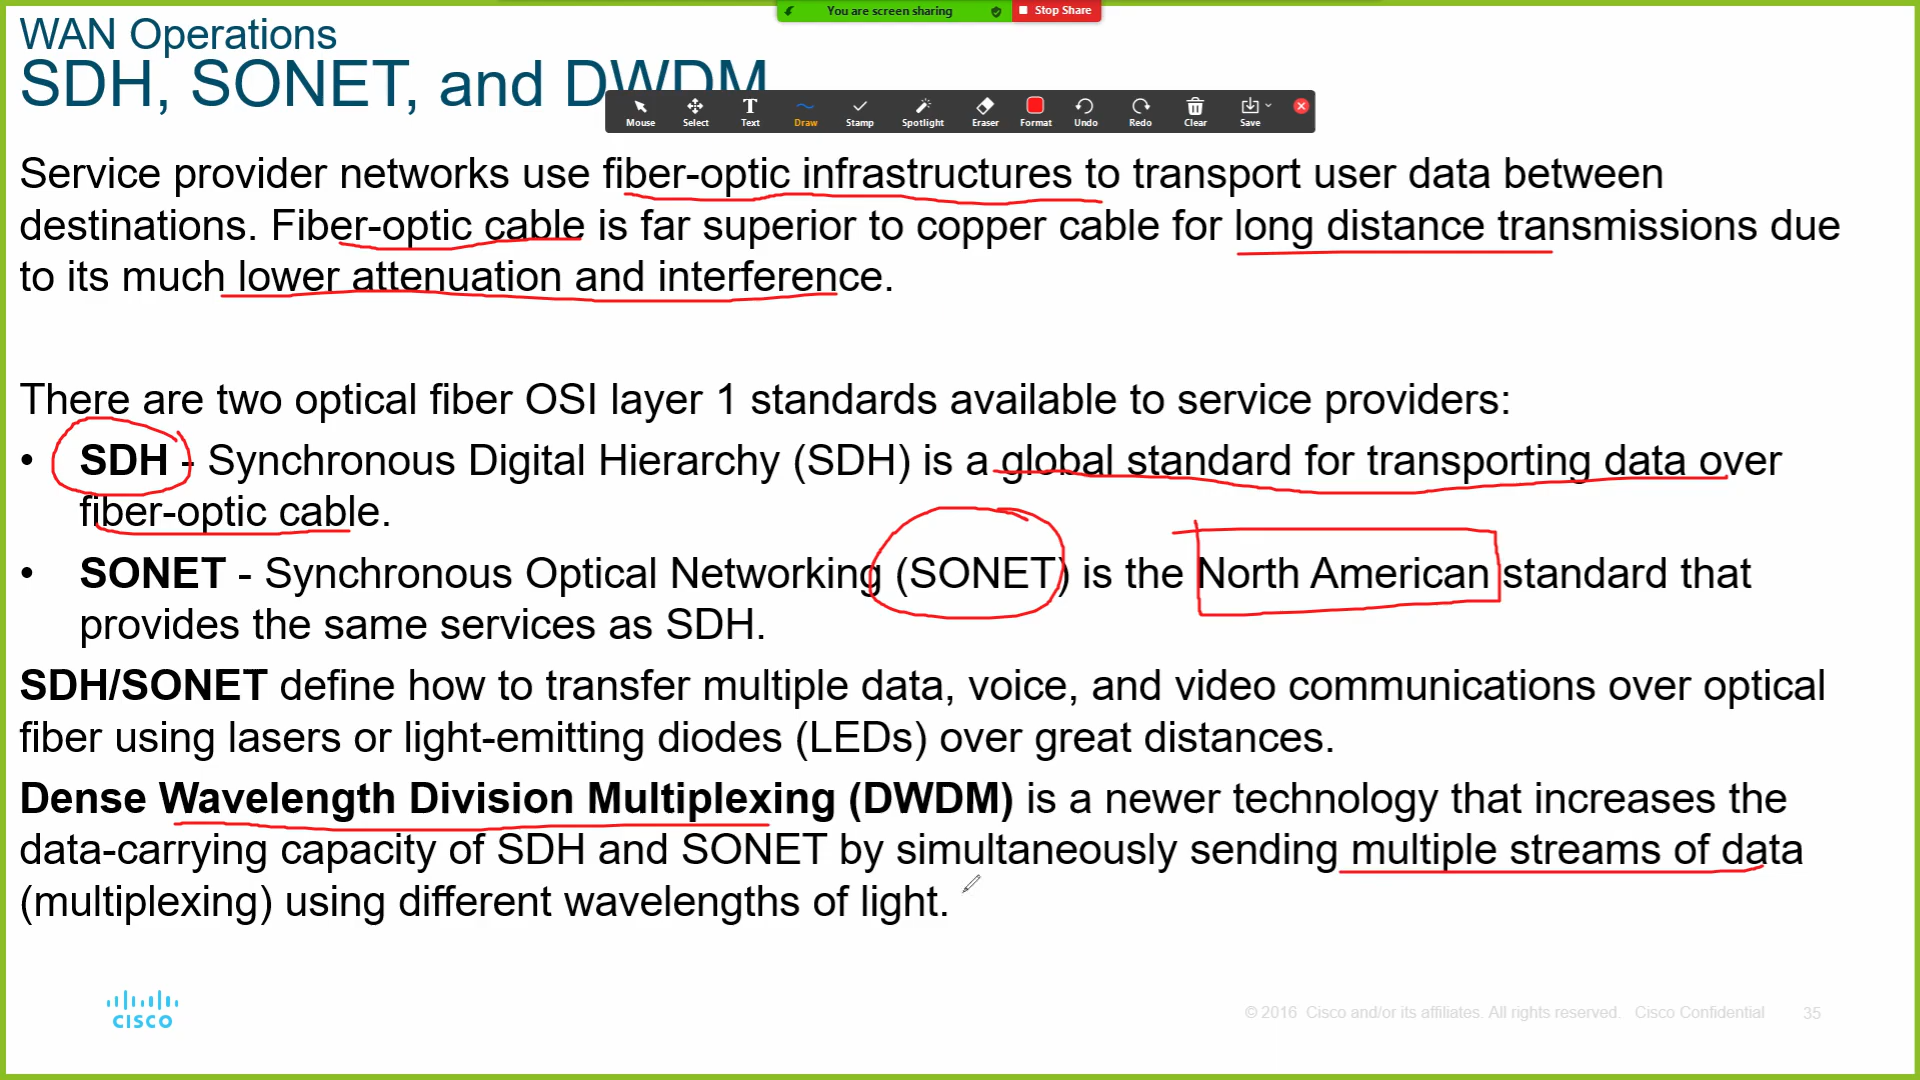 You are screen sharing
Stop Share
WAN Operations
SDH, SONET, and DWDM
Mouse
Select
Text
Draw
Stamp
Spotlight
Eraser
Format
Undo
Redo
Clear
Save
Service provider networks use fiber-optic infrastructures to transport user data between
destinations. Fiber-optic cable is far superior to copper cable for long distance transmissions due
to its much lower attenuation and interference.
There are two optical fiber OSI layer 1 standards available to service providers:
• SDH - Synchronous Digital Hierarchy (SDH) is a global standard for transporting data over
fiber-optic cable.
• SONET - Synchronous Optical Networking (SONET) is the North American standard that
provides the same services as SDH.
SDH/SONET define how to transfer multiple data, voice, and video communications over optical
fiber using lasers or light-emitting diodes (LEDs) over great distances.
Dense Wavelength Division Multiplexing (DWDM) is a newer technology that increases the
data-carrying capacity of SDH and SONET by simultaneously sending multiple streams of data
(multiplexing) using different wavelengths of light.
CISCO
© 2016 Cisco and/or its affiliates. All rights reserved. Cisco Confidential 35